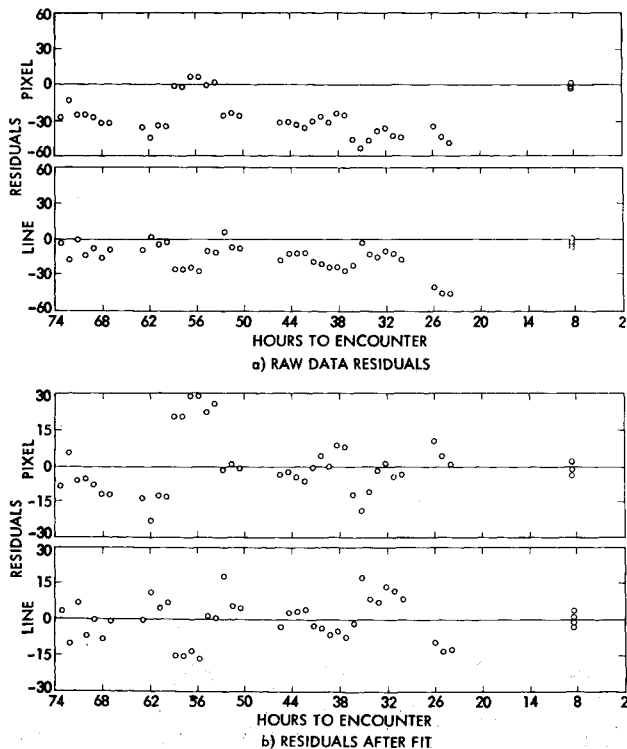 60
30
0
-30
-60
PIXEL
RESIDUALS
60
30
0
-30
-60
LINE
74 68 62 56 50 44 38 32 26 20 14 8 2
HOURS TO ENCOUNTER
a) RAW DATA RESIDUALS
30
15
0
-15
-30
PIXEL
RESIDUALS
30
15
0
-15
-30
LINE
74 68 62 56 50 44 38 32 26 20 14 8 2
HOURS TO ENCOUNTER
b) RESIDUALS AFTER FIT